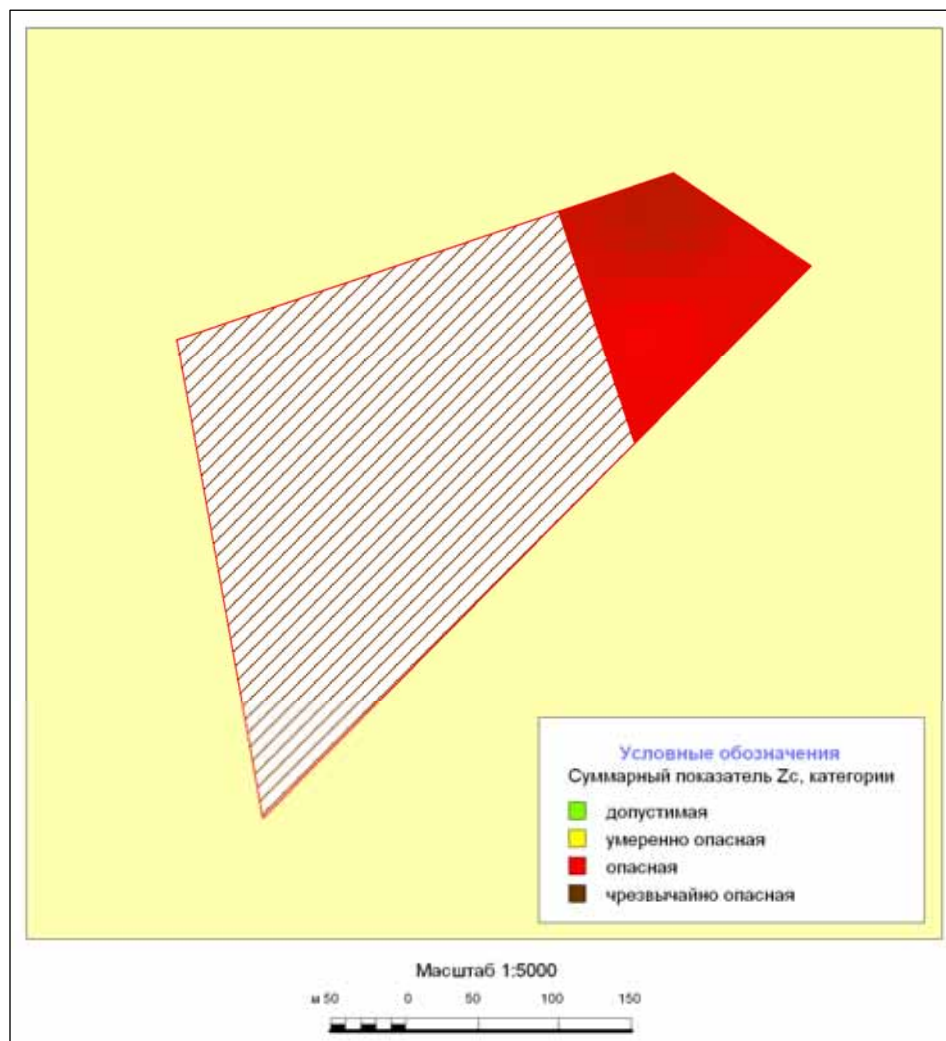 Условные обозначения
Суммарный показатель Zc, категории
допустимая
умеренно опасная
опасная
чрезвычайно опасная
Масштаб 1:5000
м 50 0 50 100 150